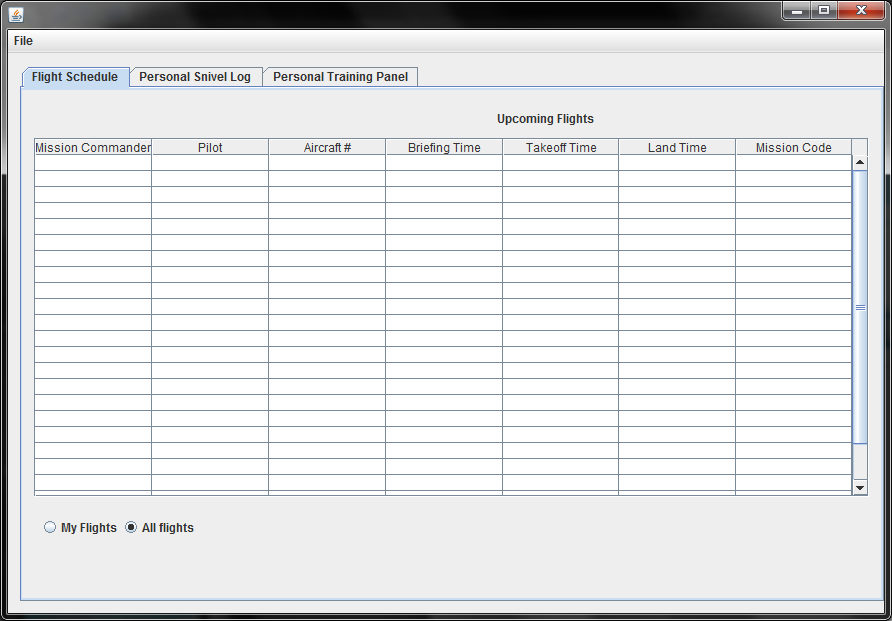 File
Flight Schedule Personal Snivel Log Personal Training Panel
Upcoming Flights
Mission Commander Pilot Aircraft # Briefing Time Takeoff Time Land Time Mission Code
My Flights All flights